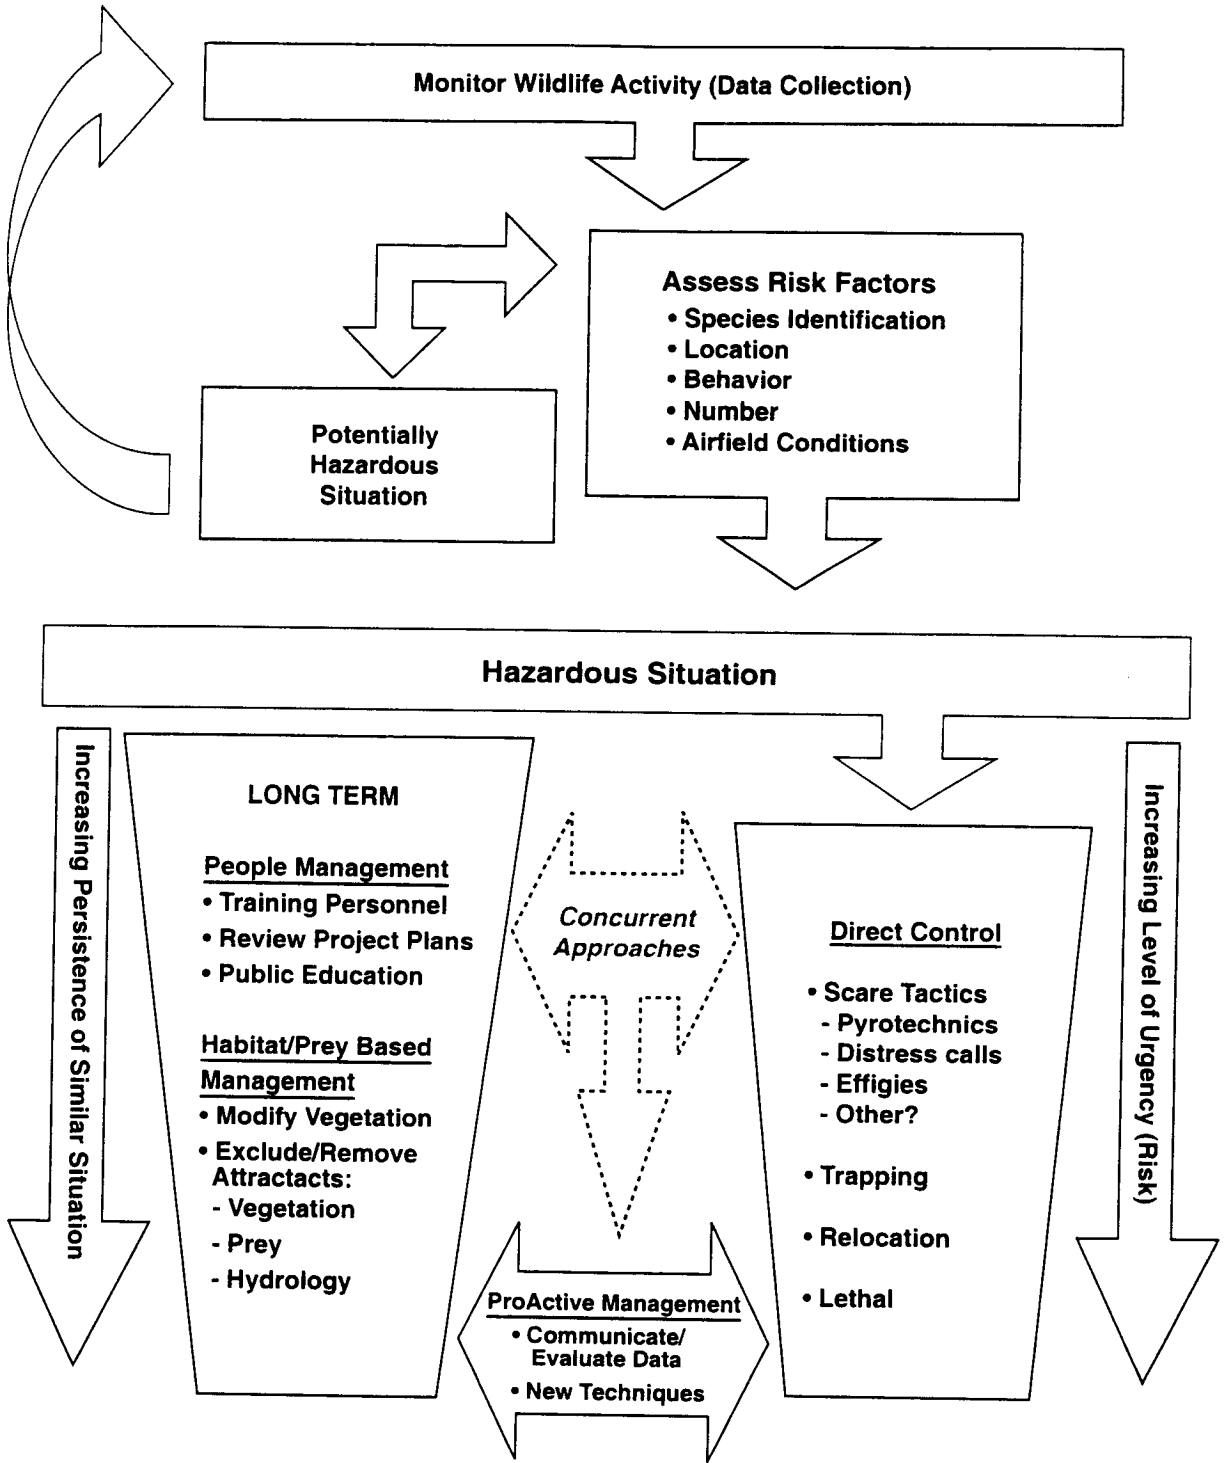 Monitor Wildlife Activity (Data Collection)
Assess Risk Factors
• Species Identification
• Location
• Behavior
• Number
• Airfield Conditions
Potentially
Hazardous
Situation
Hazardous Situation
Increasing Persistence of Similar Situation
LONG TERM
People Management
• Training Personnel
• Review Project Plans
• Public Education
Habitat/Prey Based
Management
• Modify Vegetation
• Exclude/Remove
Attractacts:
- Vegetation
- Prey
- Hydrology
Concurrent
Approaches
ProActive Management
• Communicate/
Evaluate Data
• New Techniques
Direct Control
• Scare Tactics
- Pyrotechnics
- Distress calls
- Effigies
- Other?
• Trapping
• Relocation
• Lethal
Increasing Level of Urgency (Risk)